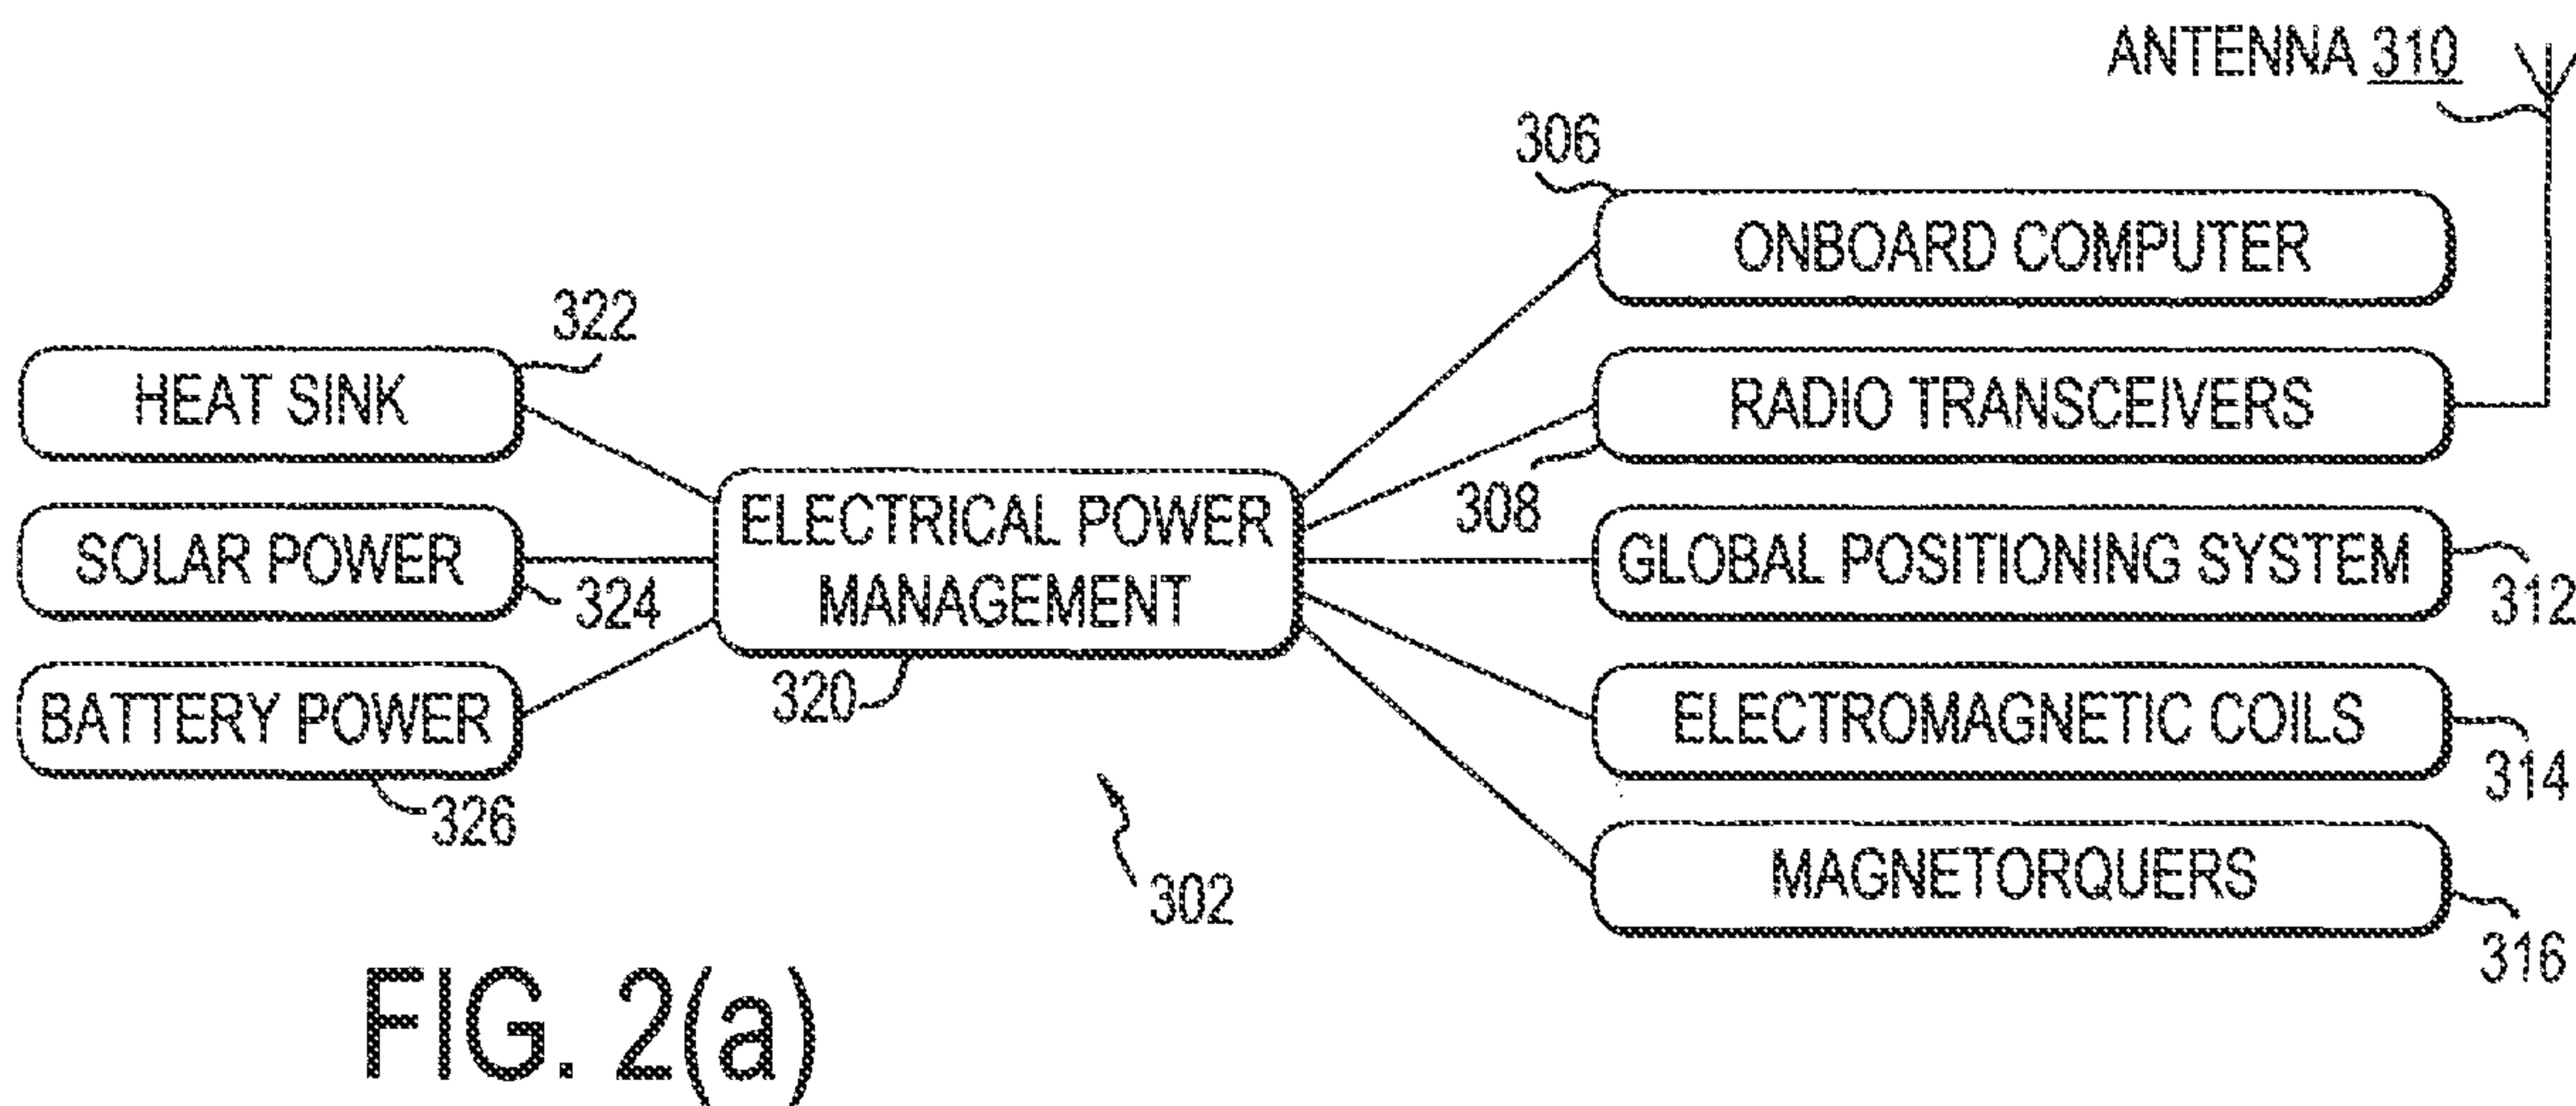 ANTENNA 310
306
ONBOARD COMPUTER
322
HEAT SINK
RADIO TRANSCEIVERS
308
SOLAR POWER
324
ELECTRICAL POWER
MANAGEMENT
320
GLOBAL POSITIONING SYSTEM
312
BATTERY POWER
326
ELECTROMAGNETIC COILS
314
302
MAGNETORQUERS
316
FIG. 2(a)